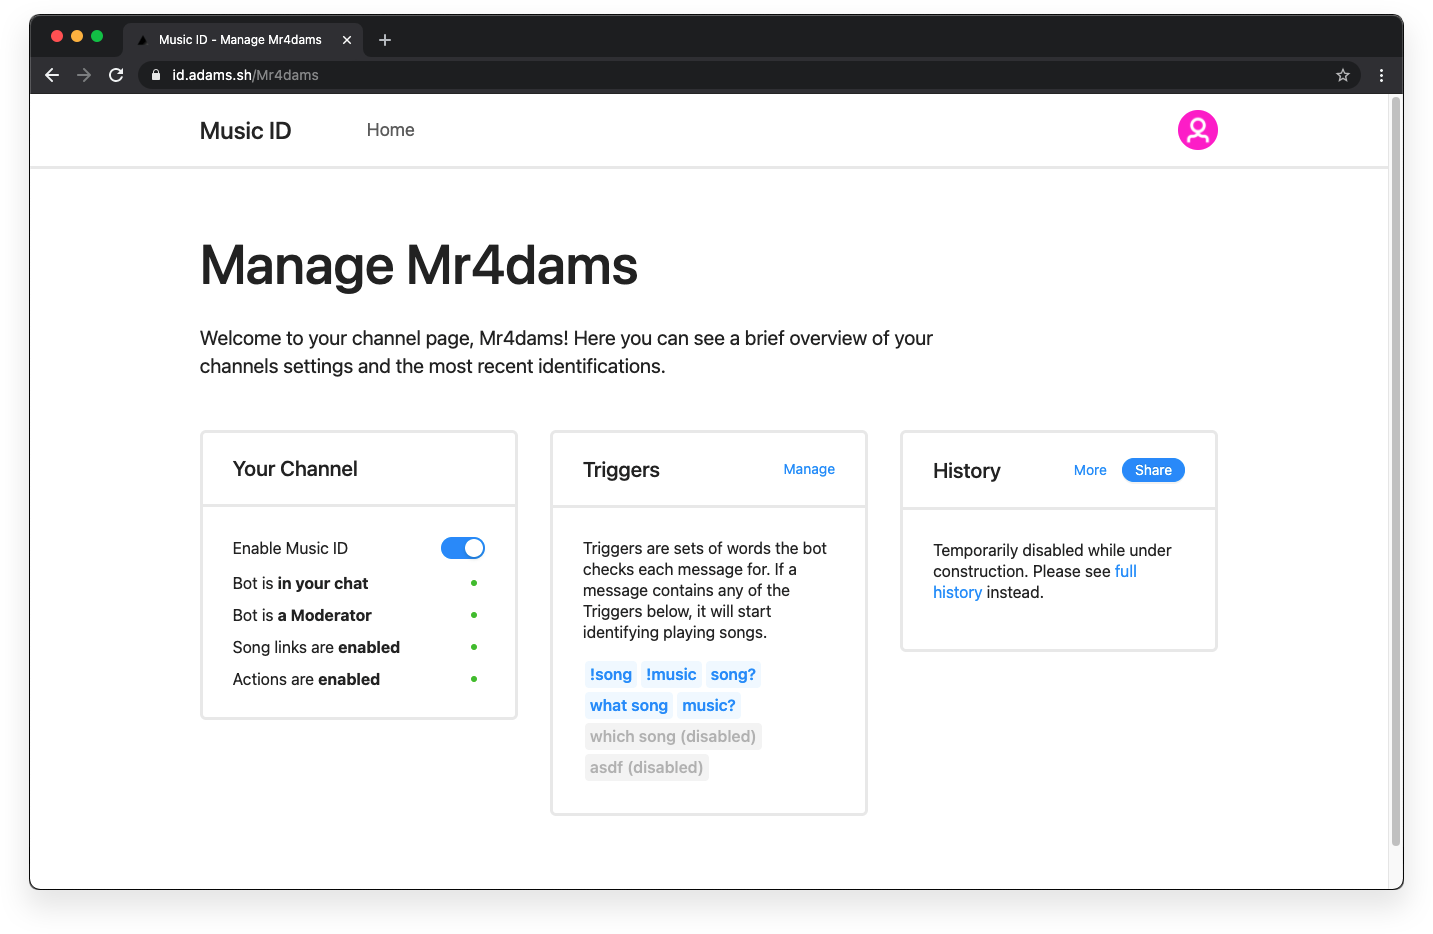 Music ID - Manage Mr4dams
id.adams.sh/Mr4dams
Music ID
Home
Manage Mr4dams
Welcome to your channel page, Mr4dams! Here you can see a brief overview of your
channels settings and the most recent identifications.
Your Channel
Enable Music ID
Bot is in your chat
Bot is a Moderator
Song links are enabled
Actions are enabled
Triggers
Manage
Triggers are sets of words the bot
checks each message for. If a
message contains any of the
Triggers below, it will start
identifying playing songs.
!song !music song?
what song music?
which song (disabled)
asdf (disabled)
History
More
Share
Temporarily disabled while under
construction. Please see full
history instead.